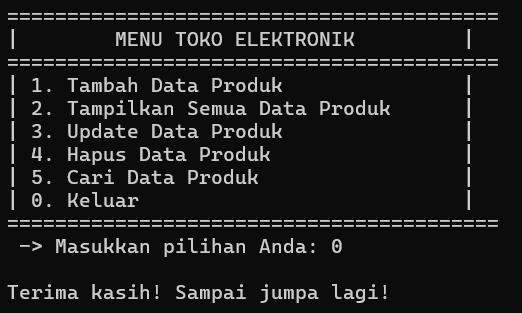 =========================================
|        MENU TOKO ELEKTRONIK         |
=========================================
| 1. Tambah Data Produk               |
| 2. Tampilkan Semua Data Produk      |
| 3. Update Data Produk               |
| 4. Hapus Data Produk                |
| 5. Cari Data Produk                 |
| 0. Keluar                           |
=========================================
 -> Masukkan pilihan Anda: 0

Terima kasih! Sampai jumpa lagi!